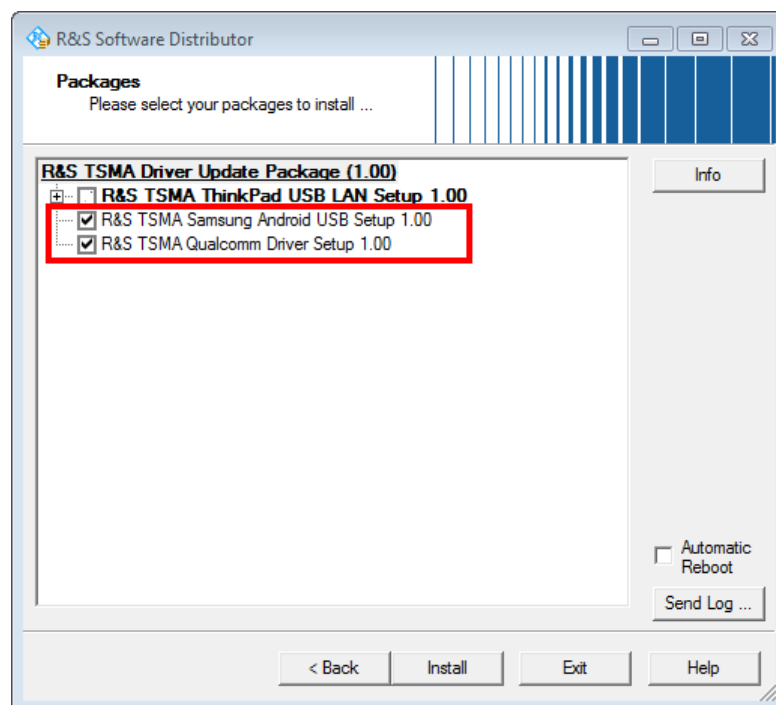 R&S Software Distributor
Packages
Please select your packages to install ...
R&S TSMA Driver Update Package (1.00)
R&S TSMA ThinkPad USB LAN Setup 1.00
R&S TSMA Samsung Android USB Setup 1.00
R&S TSMA Qualcomm Driver Setup 1.00
Info
Automatic
Reboot
Send Log ...
< Back
Install
Exit
Help